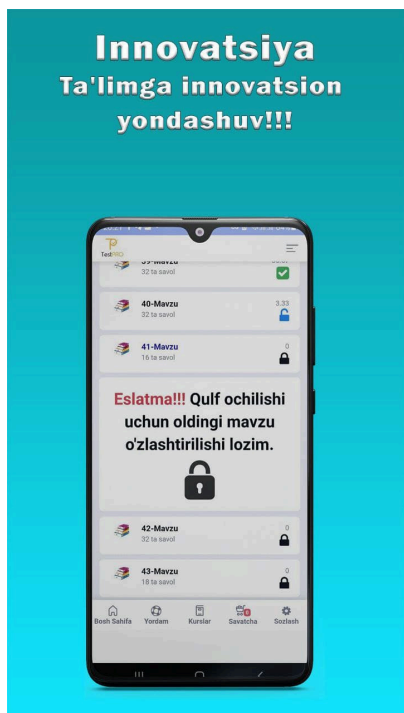 Innovatsiya
Ta'limga innovatsion
yondashuv!!!
TestPRO
39-Mavzu
32 ta savol
40-Mavzu
3.33
32 ta savol
41-Mavzu
0
16 ta savol
Eslatma!!! Qulf ochilishi
uchun oldingi mavzu
o'zlashtirilishi lozim.
42-Mavzu
0
32 ta savol
43-Mavzu
0
18 ta savol
Bosh Sahifa Yordam Kurslar Savatcha Sozlash